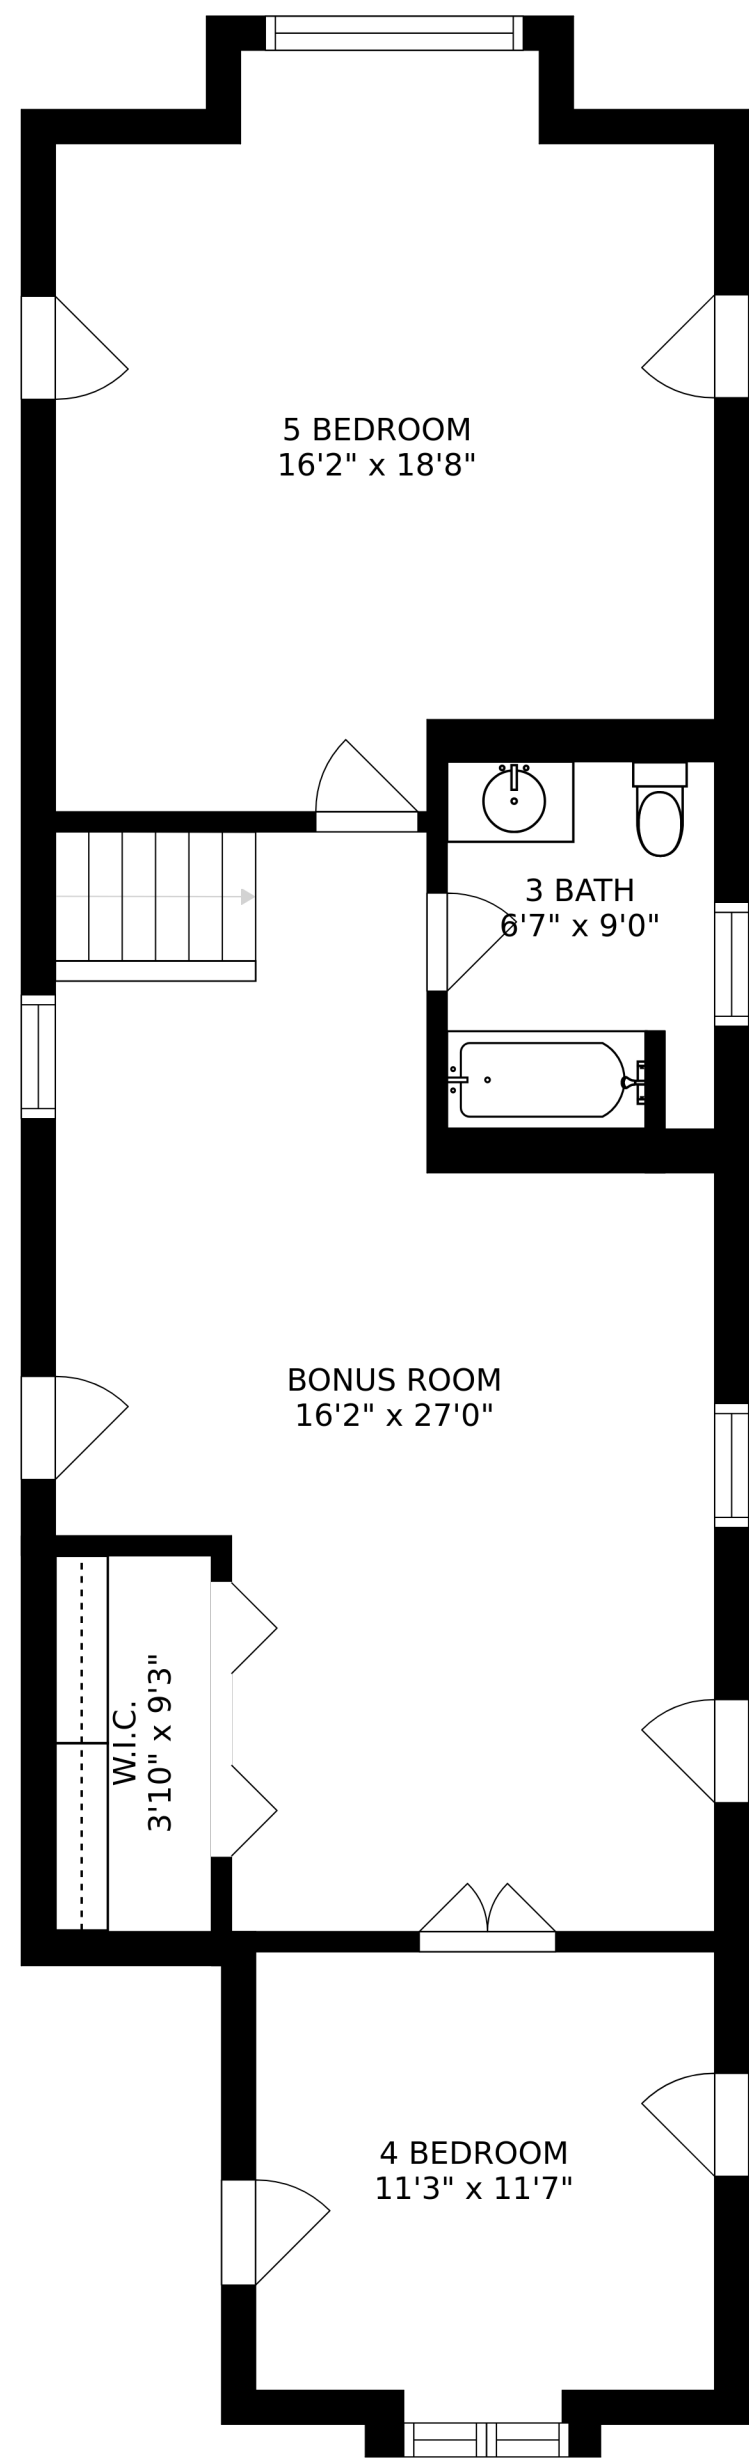 5 BEDROOM
16'2" x 18'8"
3 BATH
6'7" x 9'0"
BONUS ROOM
16'2" x 27'0"
W.I.C.
3'10" x 9'3"
4 BEDROOM
11'3" x 11'7"